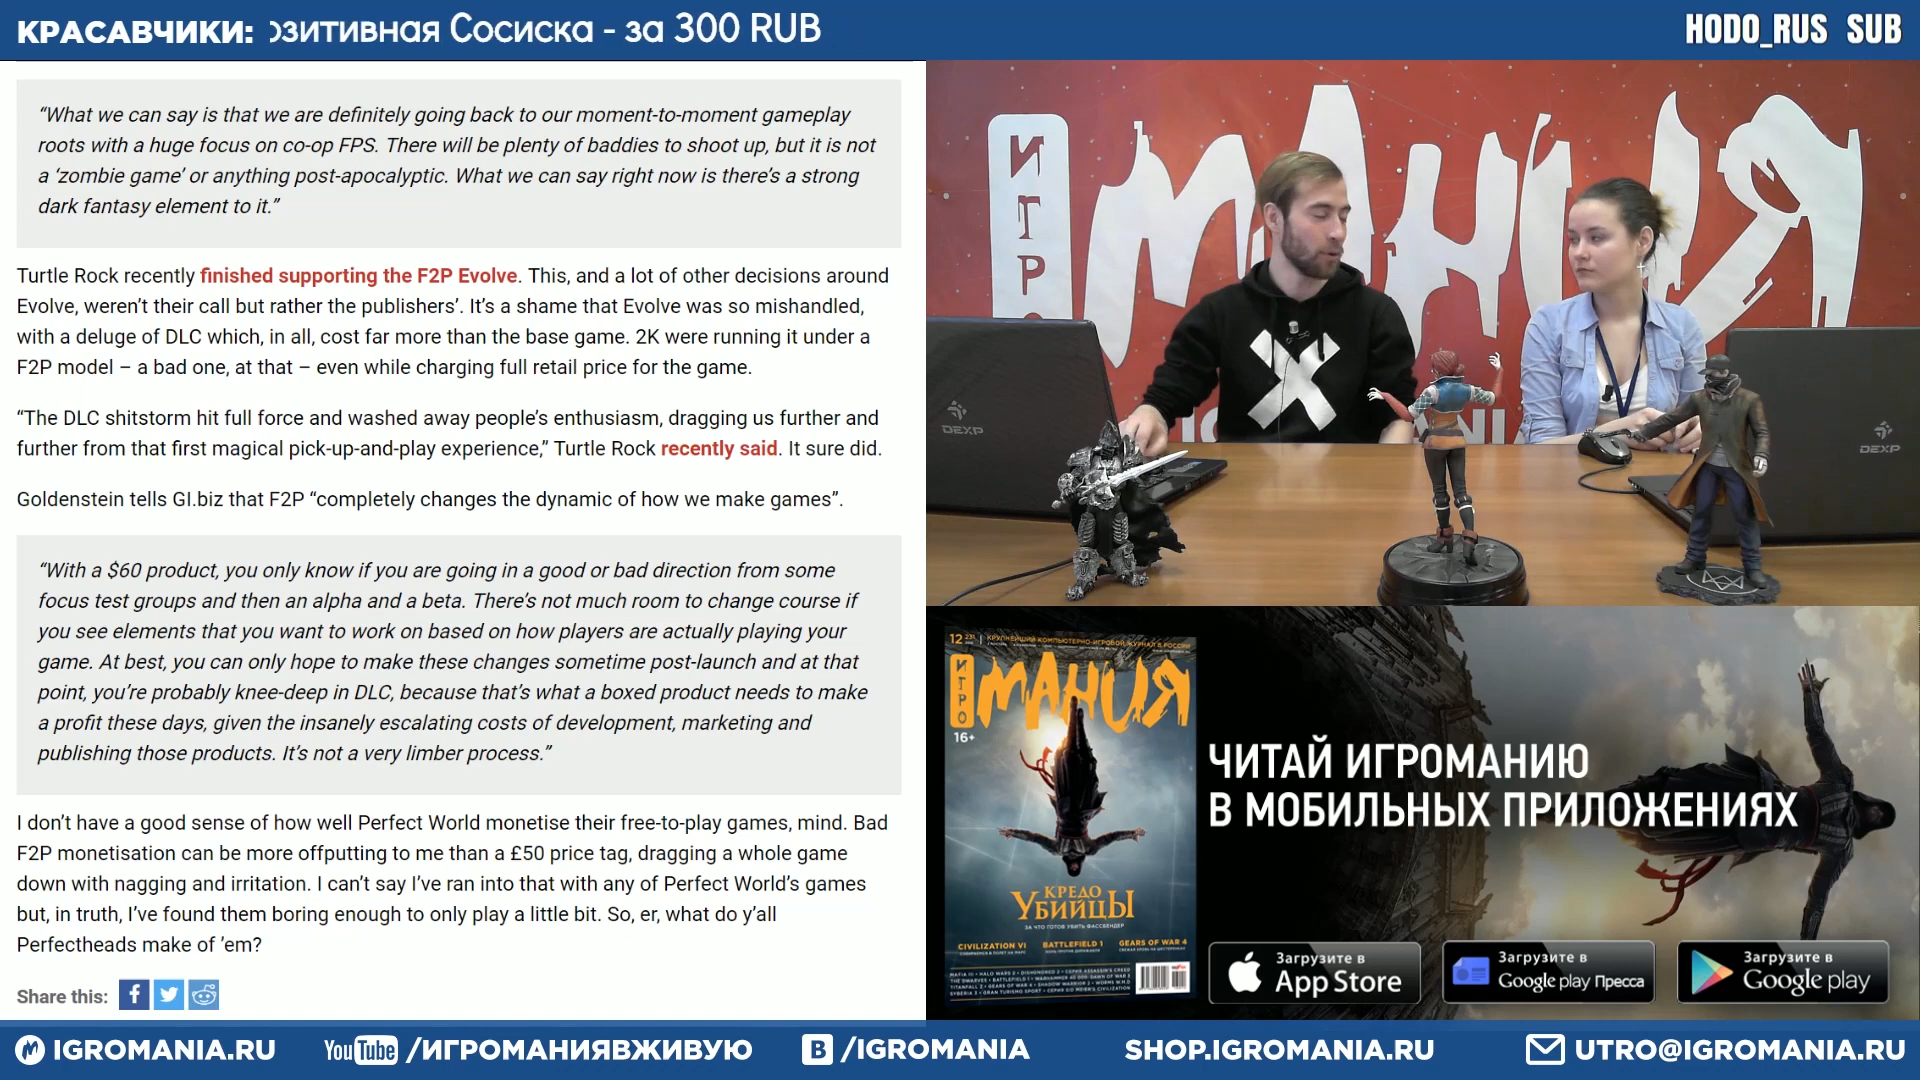 КРАСАВЧИКИ: озитивная Сосиска - за 300 RUB
HODO_RUS SUB
“What we can say is that we are definitely going back to our moment-to-moment gameplay
roots with a huge focus on co-op FPS. There will be plenty of baddies to shoot up, but it is not
a ‘zombie game’ or anything post-apocalyptic. What we can say right now is there’s a strong
dark fantasy element to it.”
Turtle Rock recently finished supporting the F2P Evolve. This, and a lot of other decisions around
Evolve, weren’t their call but rather the publishers’. It’s a shame that Evolve was so mishandled,
with a deluge of DLC which, in all, cost far more than the base game. 2K were running it under a
F2P model – a bad one, at that – even while charging full retail price for the game.
“The DLC shitstorm hit full force and washed away people’s enthusiasm, dragging us further and
further from that first magical pick-up-and-play experience,” Turtle Rock recently said. It sure did.
Goldenstein tells GI.biz that F2P “completely changes the dynamic of how we make games”.
“With a $60 product, you only know if you are going in a good or bad direction from some
focus test groups and then an alpha and a beta. There’s not much room to change course if
you see elements that you want to work on based on how players are actually playing your
game. At best, you can only hope to make these changes sometime post-launch and at that
point, you’re probably knee-deep in DLC, because that’s what a boxed product needs to make
a profit these days, given the insanely escalating costs of development, marketing and
publishing those products. It’s not a very limber process.”
I don’t have a good sense of how well Perfect World monetise their free-to-play games, mind. Bad
F2P monetisation can be more offputting to me than a £50 price tag, dragging a whole game
down with nagging and irritation. I can’t say I’ve ran into that with any of Perfect World’s games
but, in truth, I’ve found them boring enough to only play a little bit. So, er, what do y’all
Perfectheads make of ’em?
Share this:
ИГР
МАНИЯ
DEXP
DEXP
12
КРУПНЕЙШИЙ КОМПЬЮТЕРНО-ИГРОВОЙ ЖУРНАЛ В РОССИИ
ИГРО
МАНИЯ
16+
КРЕДО
УБИЙЦЫ
ЗА ЧТО ГОТОВ УБИТЬ ФАССБЕНДЕР
CIVILIZATION VI
BATTLEFIELD 1
GEARS OF WAR 4
ЧИТАЙ ИГРОМАНИЮ
В МОБИЛЬНЫХ ПРИЛОЖЕНИЯХ
Загрузите в
App Store
Загрузите в
Google play Пресса
Загрузите в
Google play
IGROMANIA.RU
YouTube /ИГРОМАНИЯВЖИВУЮ
B /IGROMANIA
SHOP.IGROMANIA.RU
UTRO@IGROMANIA.RU